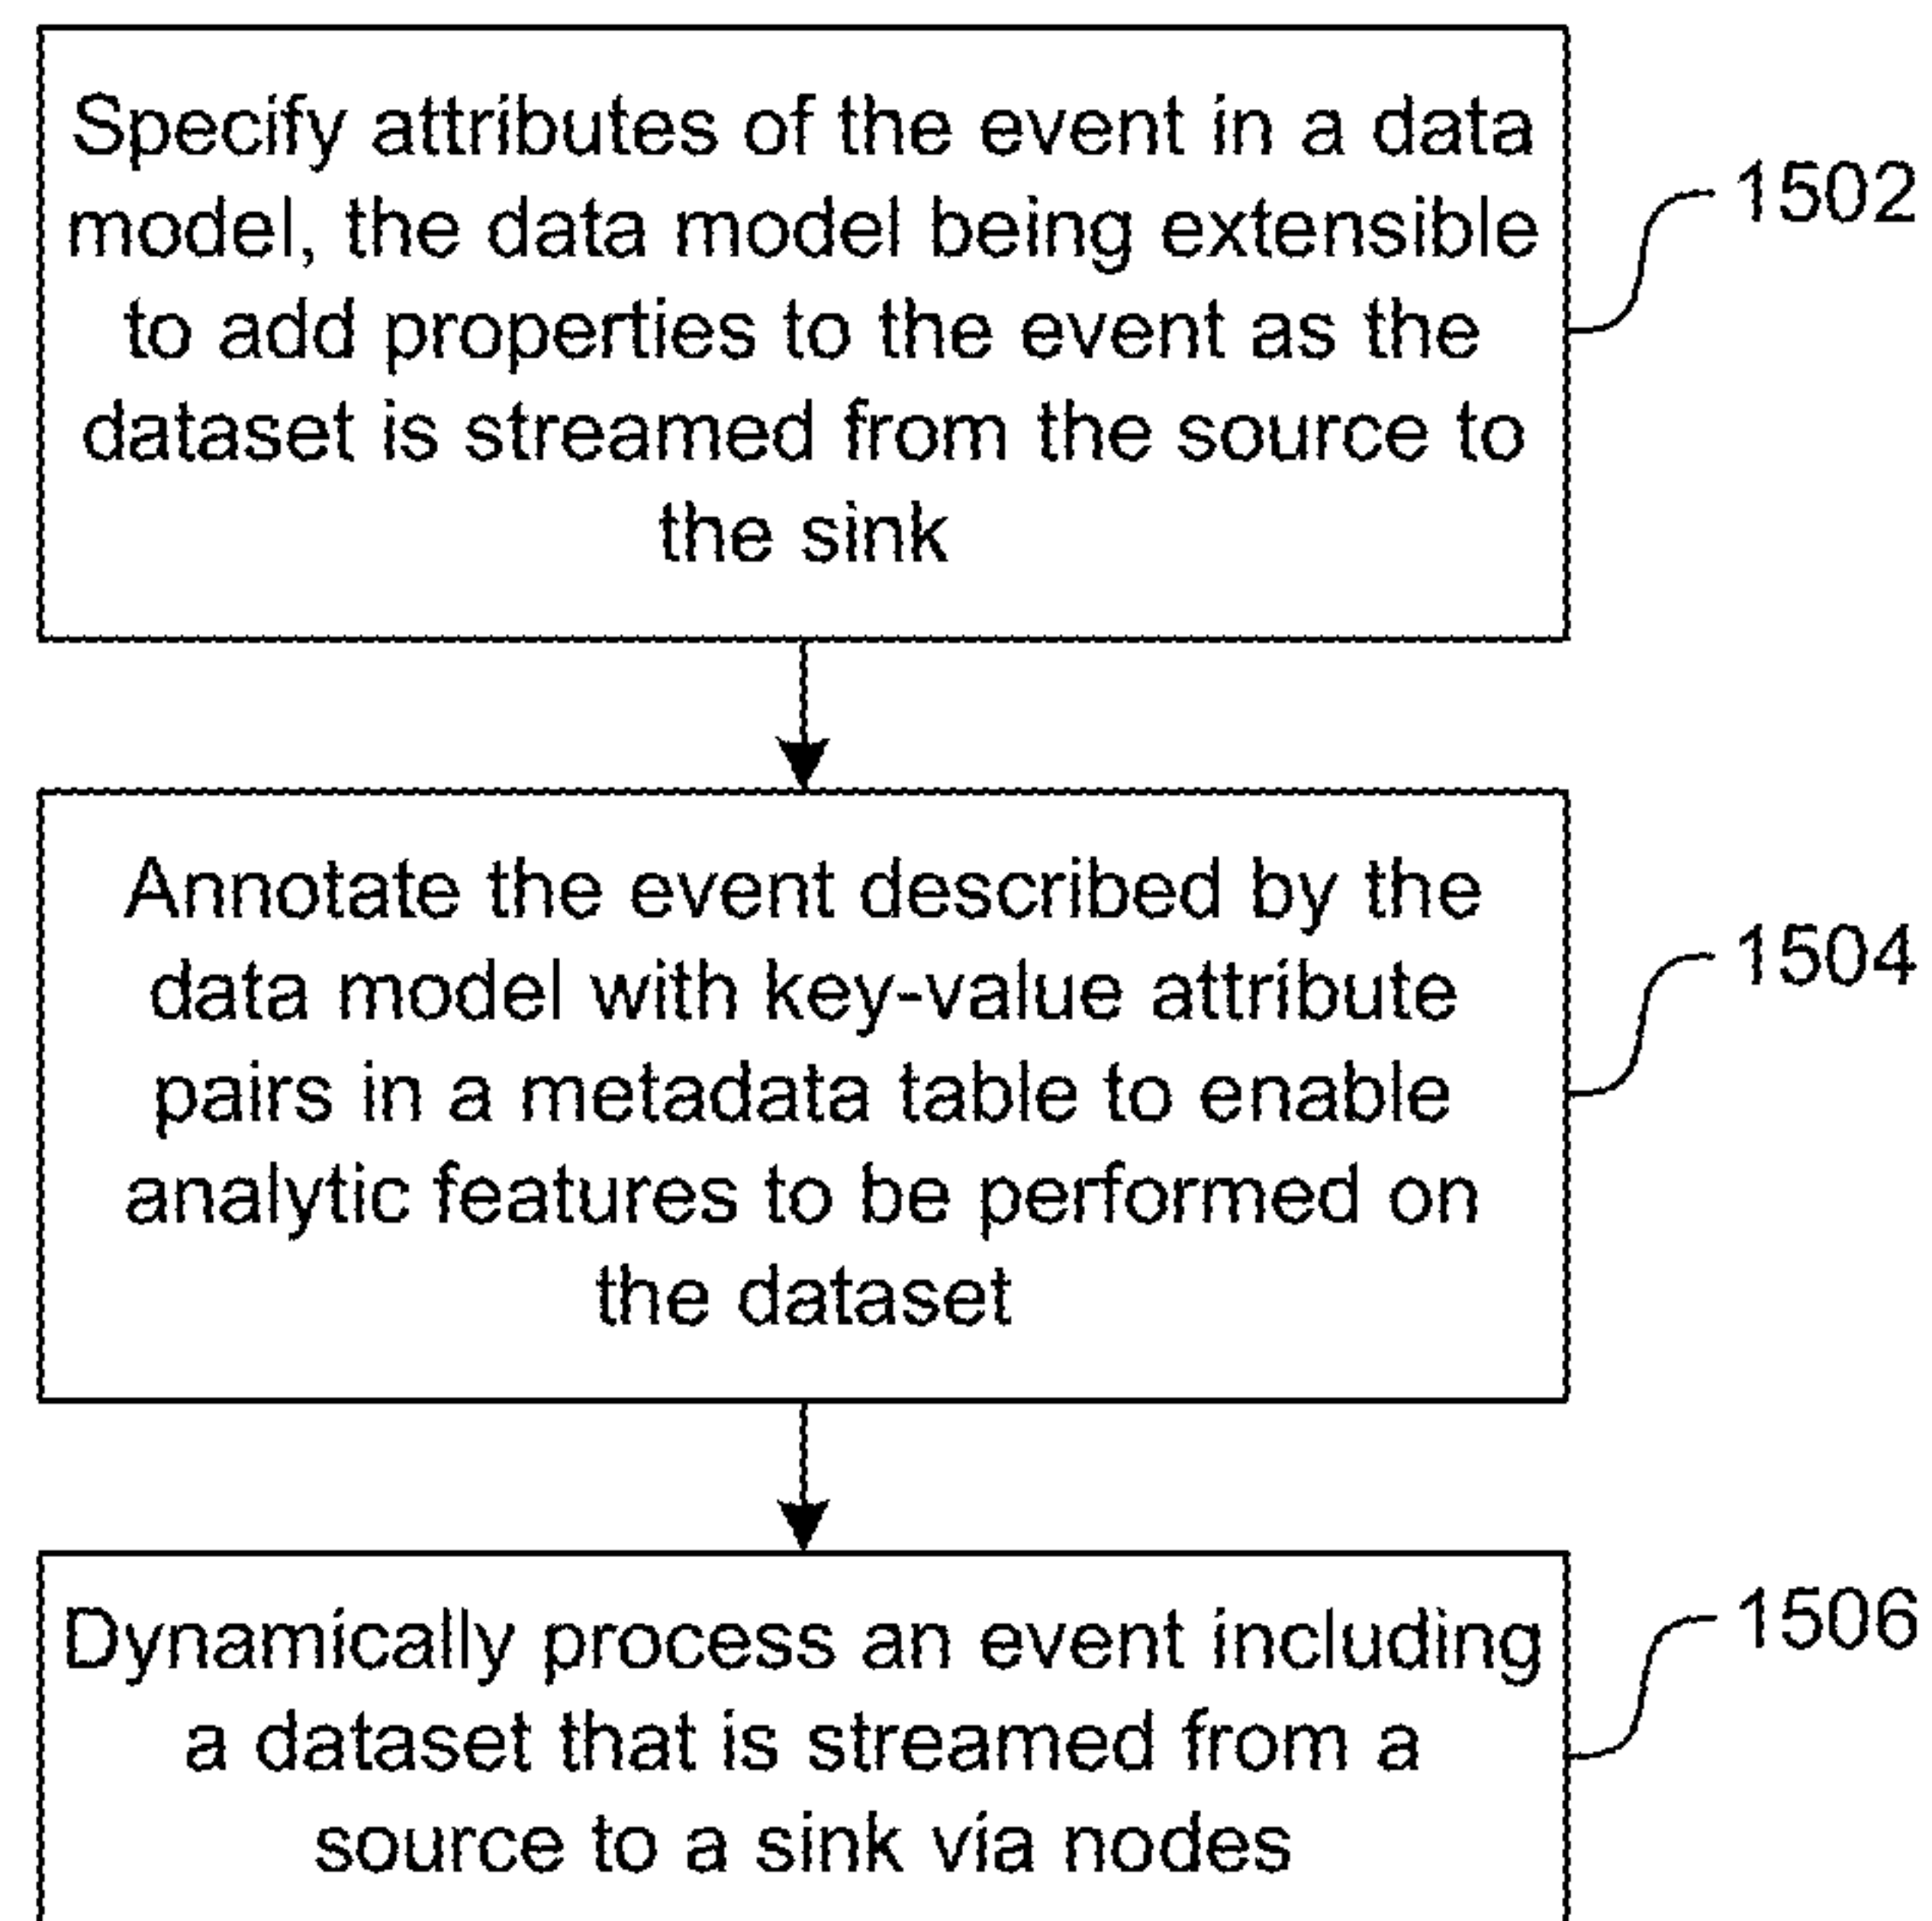 Specify attributes of the event in a data
model, the data model being extensible
to add properties to the event as the
dataset is streamed from the source to
the sink
1502
Annotate the event described by the
data model with key-value attribute
pairs in a metadata table to enable
analytic features to be performed on
the dataset
1504
Dynamically process an event including
a dataset that is streamed from a
source to a sink via nodes
1506